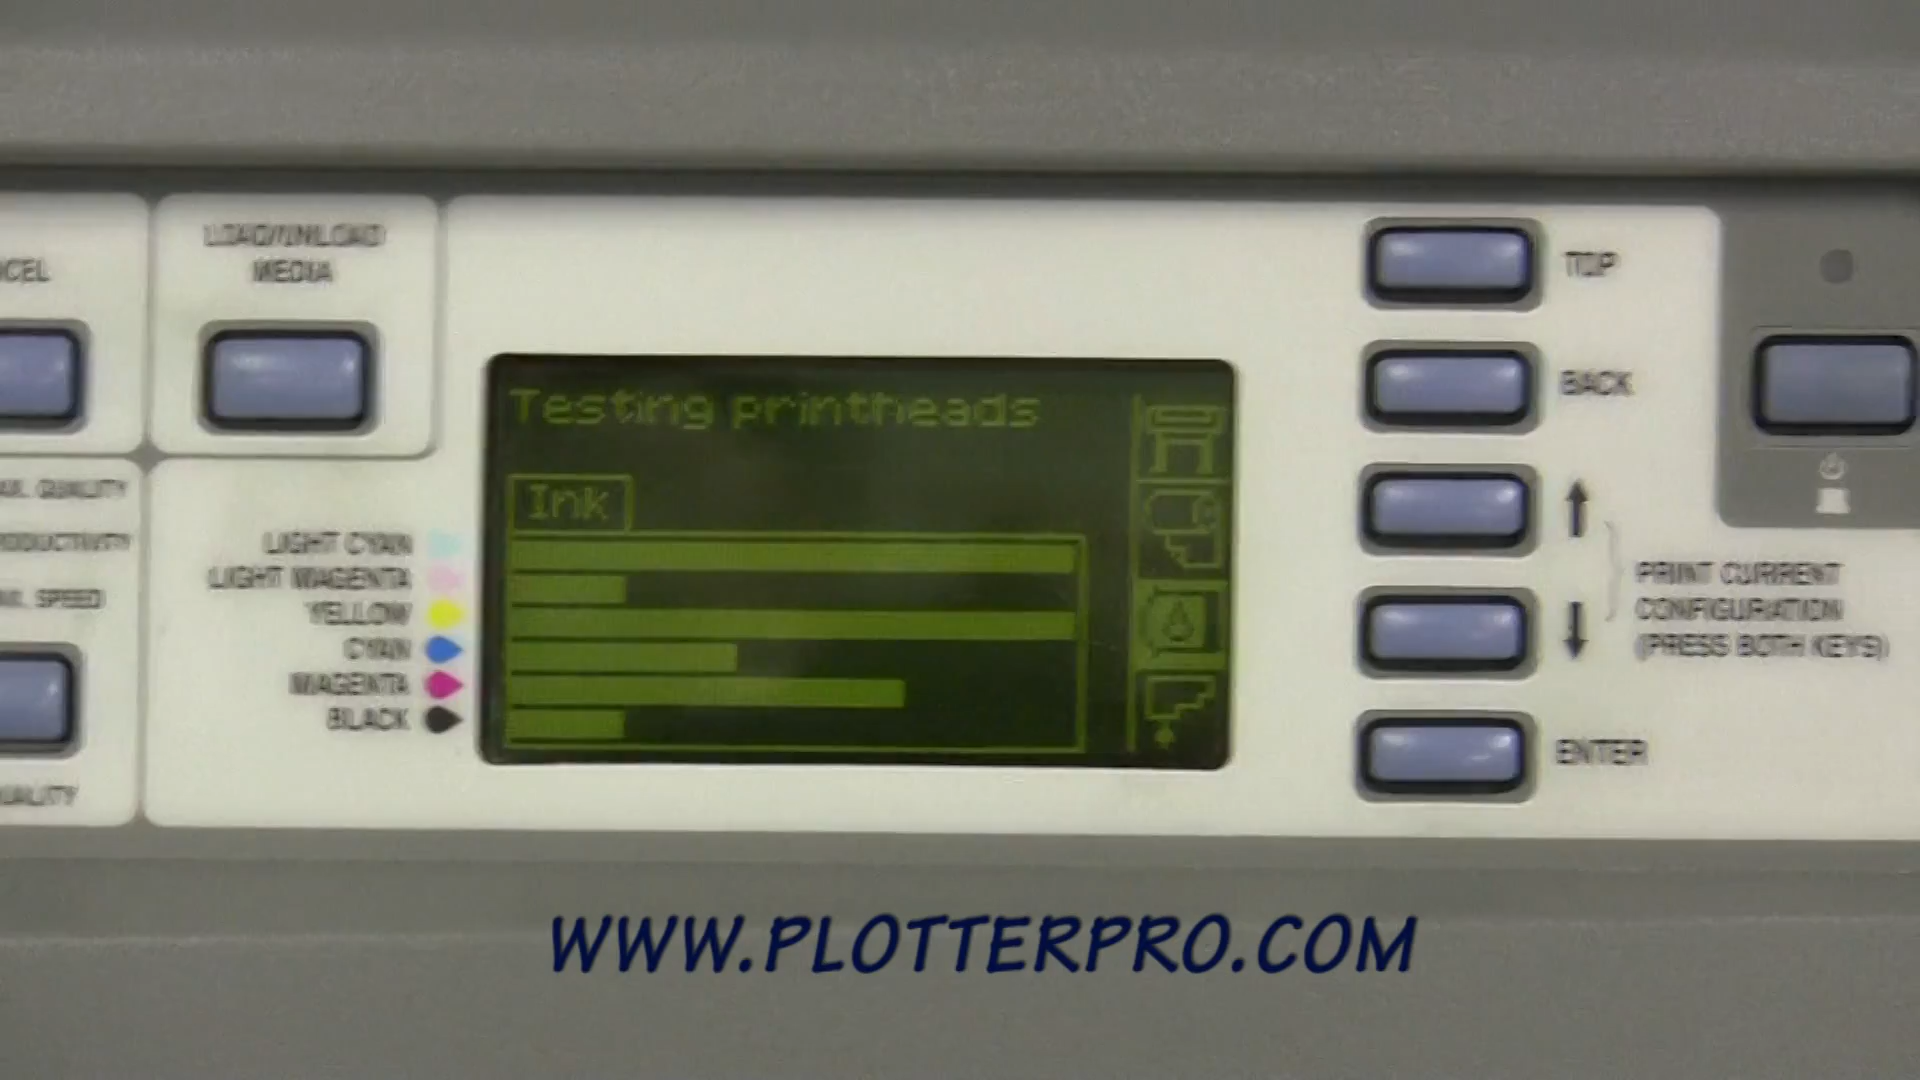 CEL
LOAD/UNLOAD
MEDIA
TOP
BACK
Testing printheads
Ink
QUALITY
SPEED
LIGHT CYAN
LIGHT MAGENTA
YELLOW
CYAN
MAGENTA
BLACK
PRINT CURRENT
CONFIGURATION
(PRESS BOTH KEYS)
ENTER
WWW.PLOTTERPRO.COM